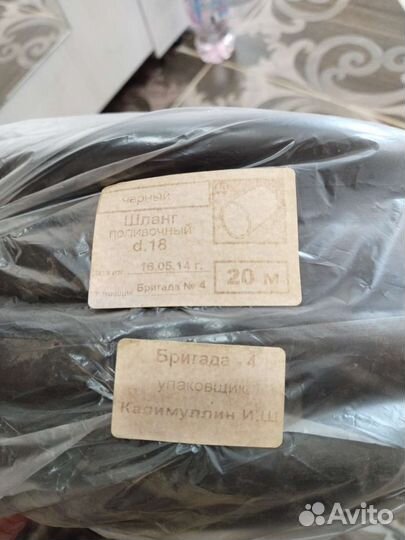 черный
Шланг
поливочный
d.18
16.05.14 г.
Бригада № 4
20 м
Бригада - 4
упаковщик
Калимуллин И.Ш
Avito